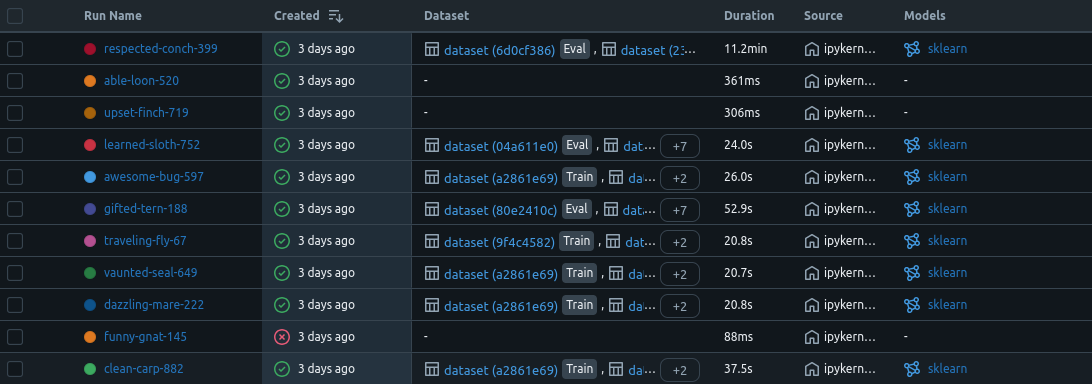 Run Name Created Dataset Duration Source Models
respected-conch-399 3 days ago dataset (6d0cf386) Eval , dataset (23... 11.2min ipykern... sklearn
able-loon-520 3 days ago - 361ms ipykern... -
upset-finch-719 3 days ago - 306ms ipykern... -
learned-sloth-752 3 days ago dataset (04a611e0) Eval , dat... +7 24.0s ipykern... sklearn
awesome-bug-597 3 days ago dataset (a2861e69) Train , da... +2 26.0s ipykern... sklearn
gifted-tern-188 3 days ago dataset (80e2410c) Eval , dat... +7 52.9s ipykern... sklearn
traveling-fly-67 3 days ago dataset (9f4c4582) Train , dat... +2 20.8s ipykern... sklearn
vaunted-seal-649 3 days ago dataset (a2861e69) Train , da... +2 20.7s ipykern... sklearn
dazzling-mare-222 3 days ago dataset (a2861e69) Train , da... +2 20.8s ipykern... sklearn
funny-gnat-145 3 days ago - 88ms ipykern... -
clean-carp-882 3 days ago dataset (a2861e69) Train , da... +2 37.5s ipykern... sklearn